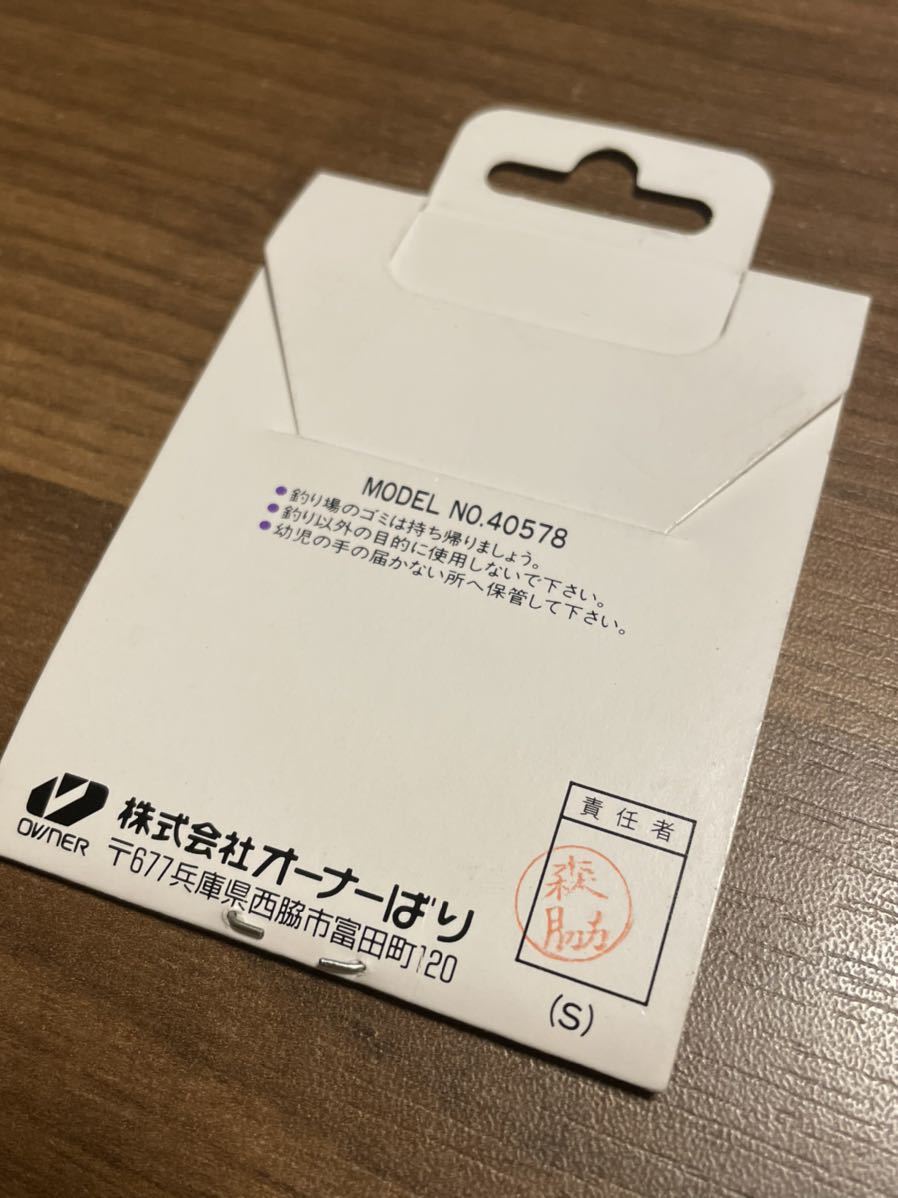 MODEL NO.40578
●釣り場のゴミは持ち帰りましょう。
●釣り以外の目的に使用しないで下さい。
●幼児の手の届かない所へ保管して下さい。
OWNER
株式会社オーナーばり
〒677兵庫県西脇市富田町120
責任者
森脇
(S)